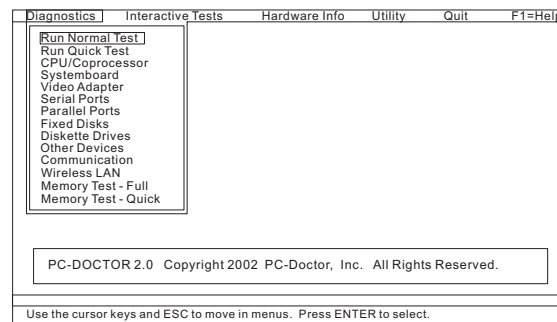 Diagnostics Interactive Tests Hardware Info Utility Quit F1=Help
Run Normal Test
Run Quick Test
CPU/Coprocessor
Systemboard
Video Adapter
Serial Ports
Parallel Ports
Fixed Disks
Diskette Drives
Other Devices
Communication
Wireless LAN
Memory Test - Full
Memory Test - Quick
PC-DOCTOR 2.0 Copyright 2002 PC-Doctor, Inc. All Rights Reserved.
Use the cursor keys and ESC to move in menus. Press ENTER to select.